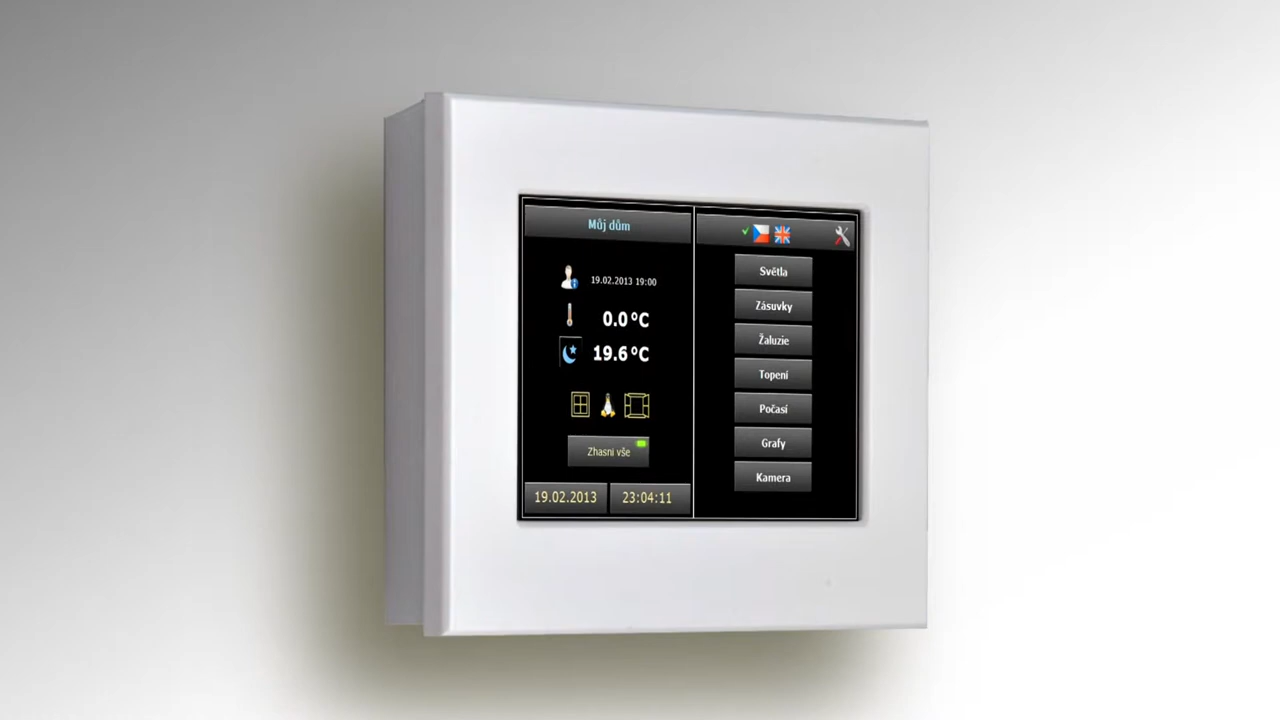 Můj dům
19.02.2013 19:00
0.0°C
19.6°C
Zhasni vše
19.02.2013
23:04:11
Světla
Zásuvky
Žaluzie
Topení
Počasí
Grafy
Kamera